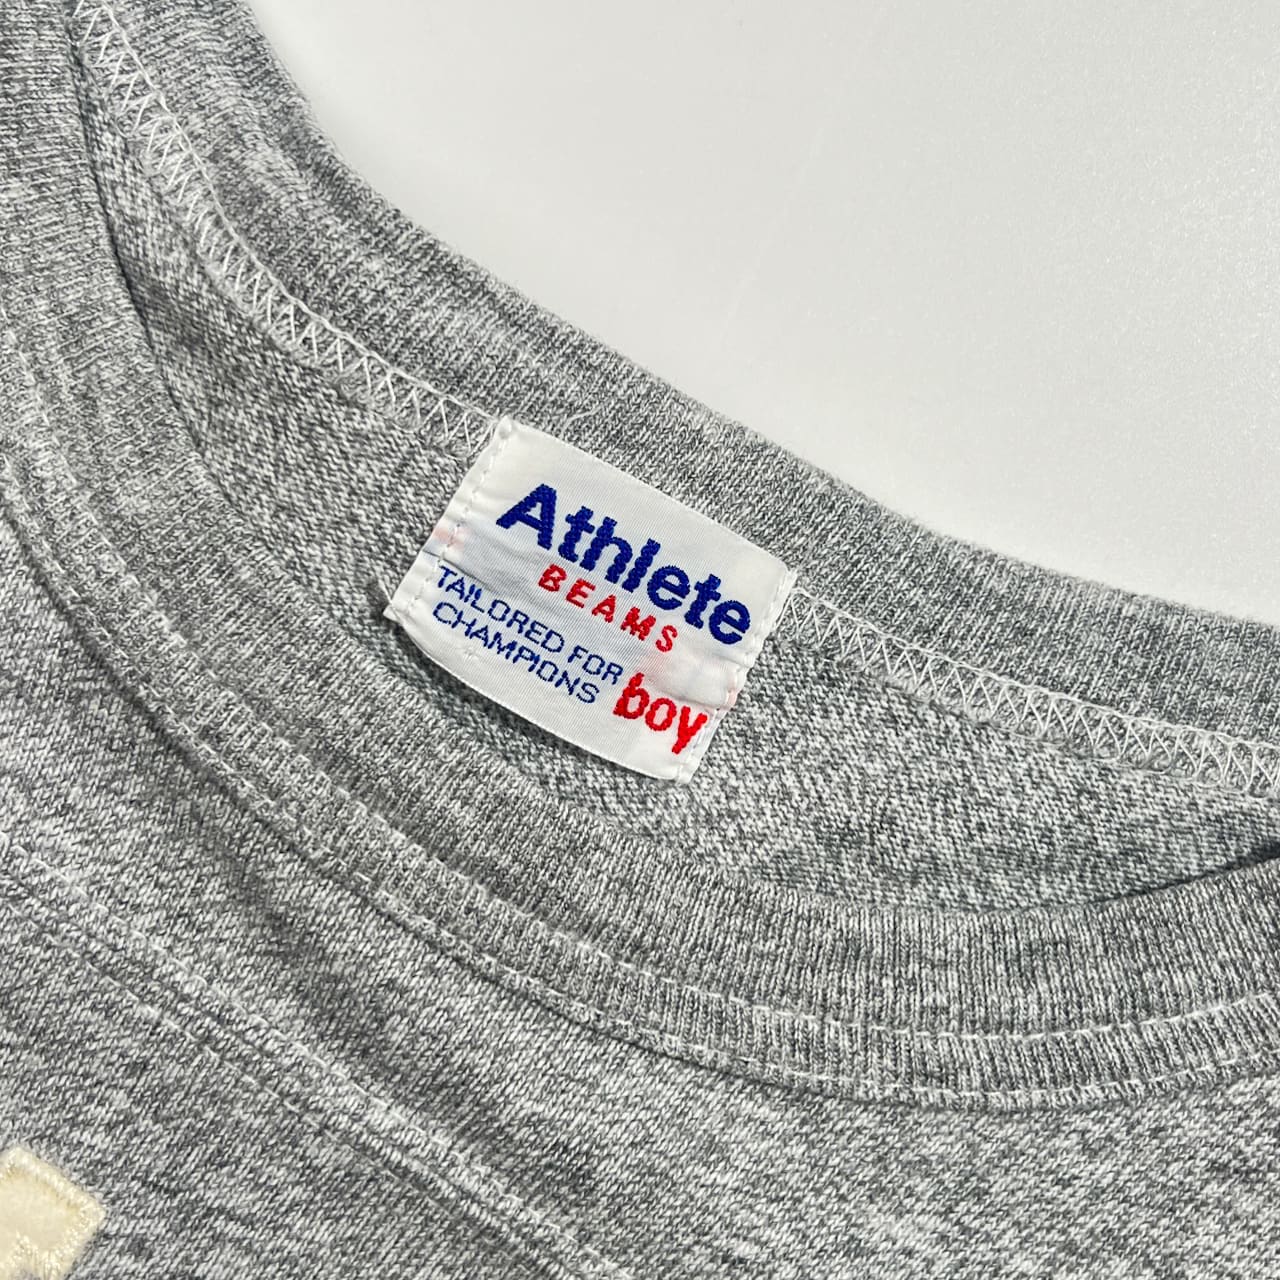 Athlete
BEAMS
TAILORED FOR
CHAMPIONS
boy